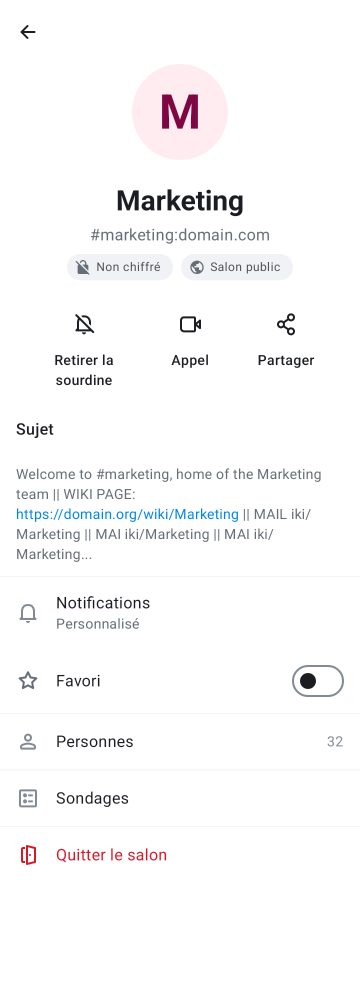 M
Marketing
#marketing:domain.com
Non chiffré
Salon public
Retirer la
sourdine
Appel
Partager
Sujet
Welcome to #marketing, home of the Marketing
team || WIKI PAGE:
https://domain.org/wiki/Marketing || MAIL iki/
Marketing || MAI iki/Marketing || MAI iki/
Marketing...
Notifications
Personnalisé
Favori
Personnes 32
Sondages
Quitter le salon